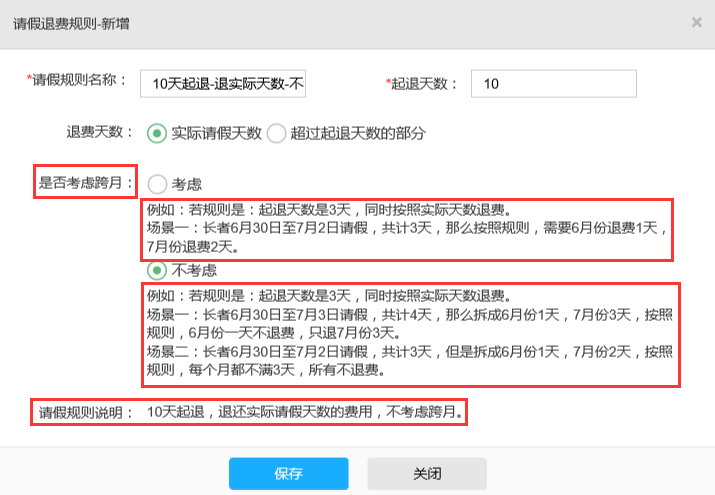 请假退费规则-新增
×
*请假规则名称： 10天起退-退实际天数-不 *起退天数： 10
退费天数： 实际请假天数 超过起退天数的部分
是否考虑跨月： 考虑
例如：若规则是：起退天数是3天，同时按照实际天数退费。
场景一：长者6月30日至7月2日请假，共计3天，那么按照规则，需要6月份退费1天，
7月份退费2天。
不考虑
例如：若规则是：起退天数是3天，同时按照实际天数退费。
场景一：长者6月30日至7月3日请假，共计4天，那么拆成6月份1天，7月份3天，按照
规则，6月份一天不退费，只退7月份3天。
场景二：长者6月30日至7月2日请假，共计3天，但是拆成6月份1天，7月份2天，按照
规则，每个月都不满3天，所有不退费。
请假规则说明： 10天起退，退还实际请假天数的费用，不考虑跨月。
保存 关闭